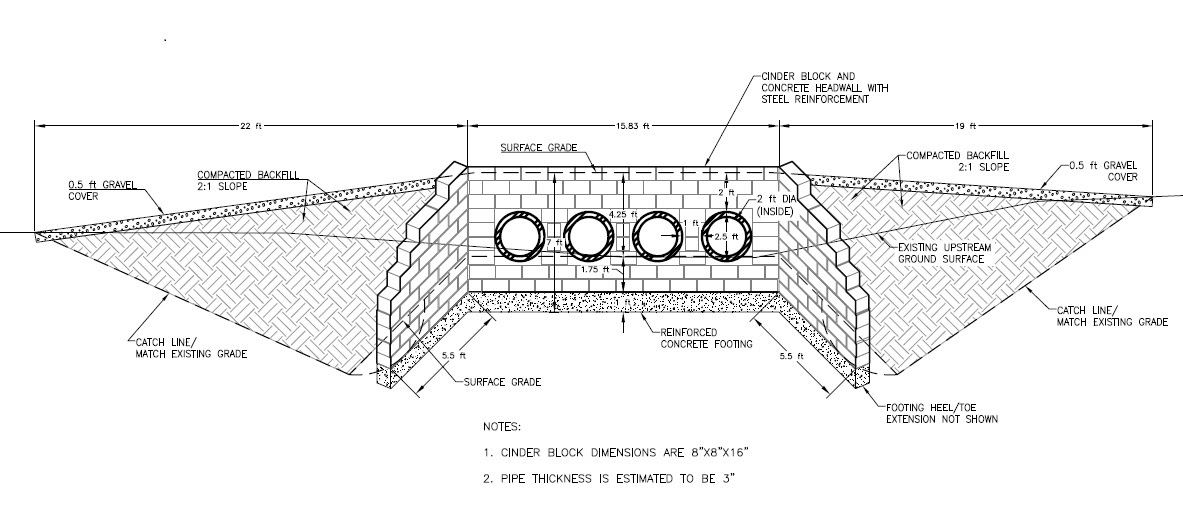 CINDER BLOCK AND
CONCRETE HEADWALL WITH
STEEL REINFORCEMENT
22 ft
15.83 ft
19 ft
SURFACE GRADE
COMPACTED BACKFILL
2:1 SLOPE
0.5 ft GRAVEL
COVER
COMPACTED BACKFILL
2:1 SLOPE
0.5 ft GRAVEL
COVER
2 ft
2 ft DIA
(INSIDE)
4.25 ft
1 ft
2.5 ft
7 ft
EXISTING UPSTREAM
GROUND SURFACE
1.75 ft
1 ft
CATCH LINE/
MATCH EXISTING GRADE
REINFORCED
CONCRETE FOOTING
CATCH LINE/
MATCH EXISTING GRADE
5.5 ft
5.5 ft
SURFACE GRADE
FOOTING HEEL/TOE
EXTENSION NOT SHOWN
NOTES:
1. CINDER BLOCK DIMENSIONS ARE 8"X8"X16"
2. PIPE THICKNESS IS ESTIMATED TO BE 3"